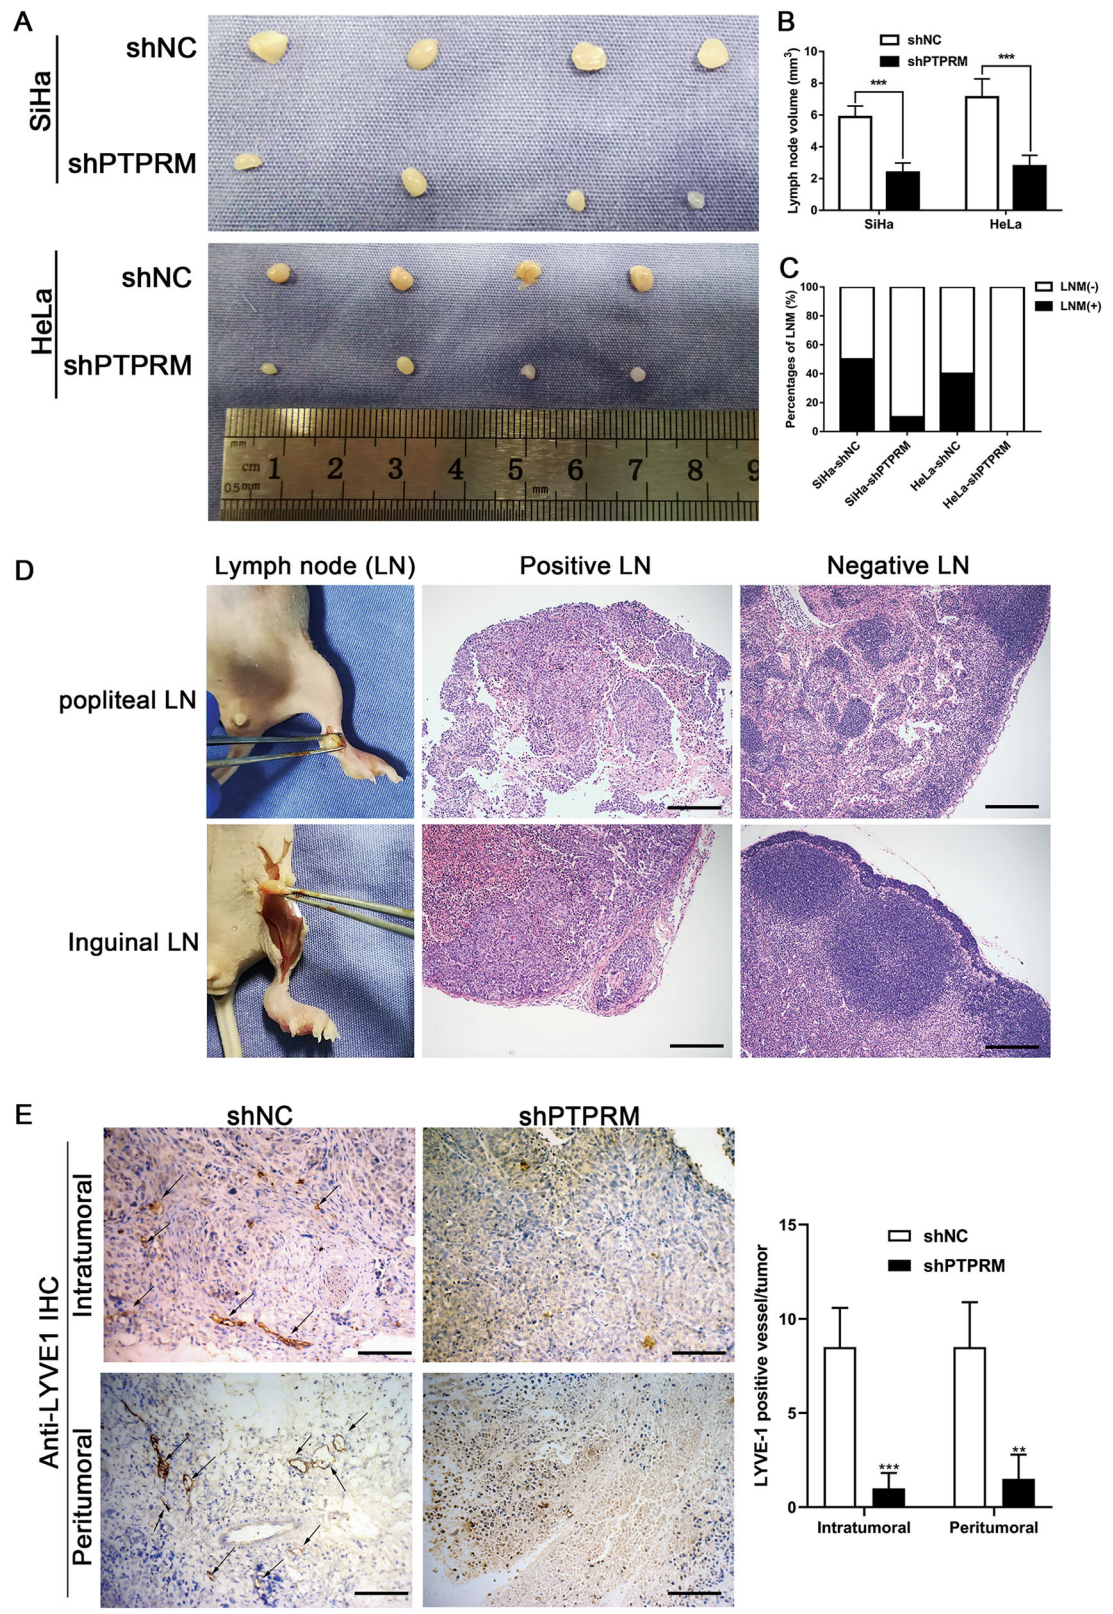 A
SiHa
shNC
shPTPRM
HeLa
shNC
shPTPRM
mm
cm 1 2 3 4 5 6 7 8 9
0.5mm
mm
B
shNC
shPTPRM
Lymph node volume (mm³)
10
8
6
4
2
0
***
***
SiHa HeLa
C
LNM(-)
LNM(+)
Percentages of LNM (%)
100
80
60
40
20
0
SiHa-shNC
SiHa-shPTPRM
HeLa-shNC
HeLa-shPTPRM
D
Lymph node (LN) Positive LN Negative LN
popliteal LN
Inguinal LN
E
shNC shPTPRM
Anti-LYVE1 IHC
Intratumoral
Peritumoral
LYVE-1 positive vessel/tumor
15
10
5
0
shNC
shPTPRM
***
**
Intratumoral Peritumoral